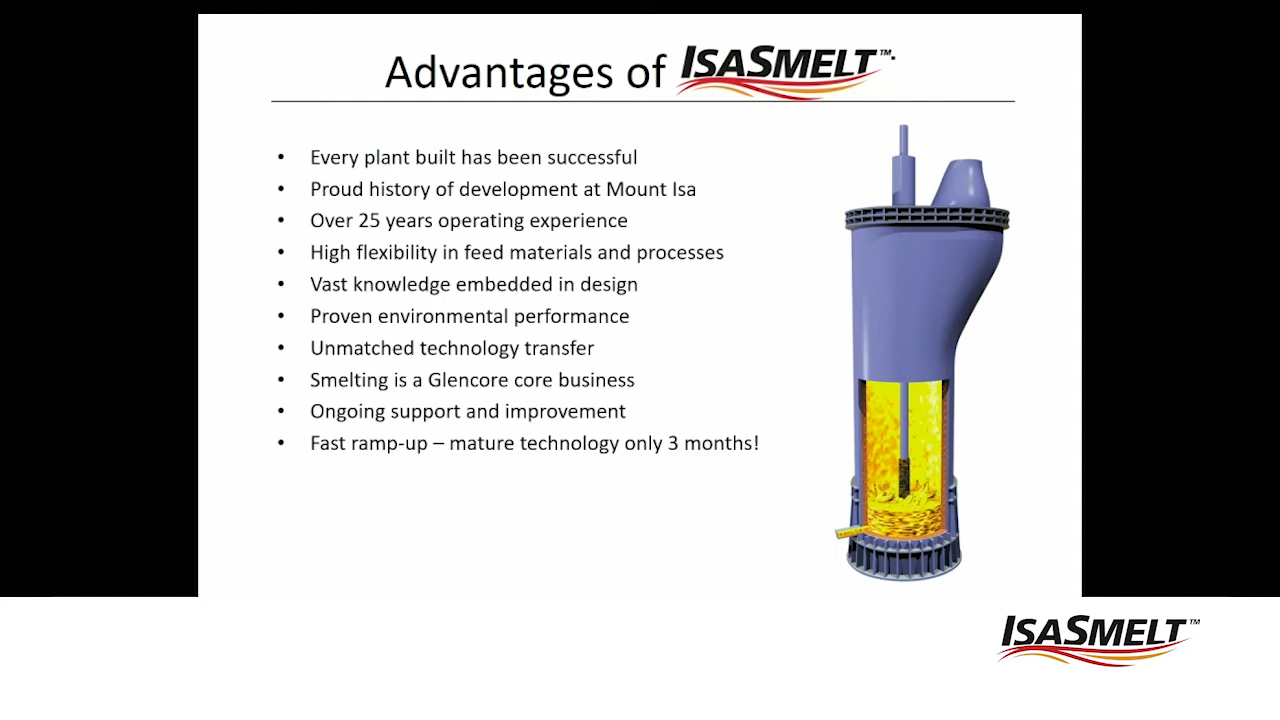 Advantages of ISASMELT™
• Every plant built has been successful
• Proud history of development at Mount Isa
• Over 25 years operating experience
• High flexibility in feed materials and processes
• Vast knowledge embedded in design
• Proven environmental performance
• Unmatched technology transfer
• Smelting is a Glencore core business
• Ongoing support and improvement
• Fast ramp-up – mature technology only 3 months!
ISASMELT™